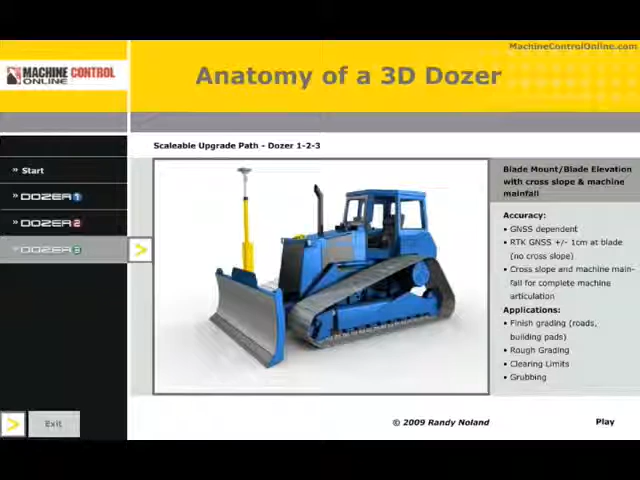 MachineControlOnline.com
MACHINE CONTROL
ONLINE
Anatomy of a 3D Dozer
Scaleable Upgrade Path - Dozer 1-2-3
» Start
» DOZER 1
» DOZER 2
» DOZER 3
Blade Mount/Blade Elevation
with cross slope & machine
mainfall
Accuracy:
• GNSS dependent
• RTK GNSS +/- 1cm at blade
(no cross slope)
• Cross slope and machine main-
fall for complete machine
articulation
Applications:
• Finish grading (roads,
building pads)
• Rough Grading
• Clearing Limits
• Grubbing
> Exit
© 2009 Randy Noland
Play